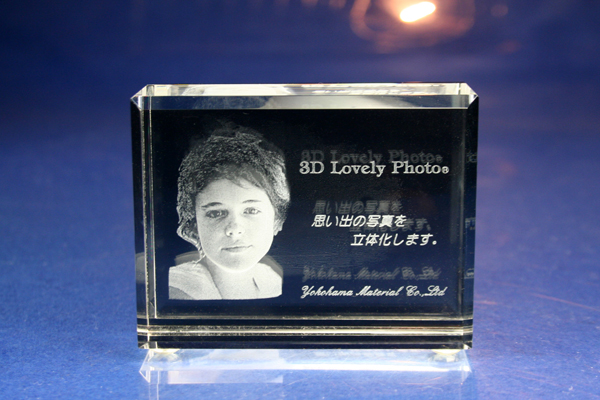 3D Lovely Photo®
思い出の写真を
立体化します。
Yokohama Material Co.,Ltd